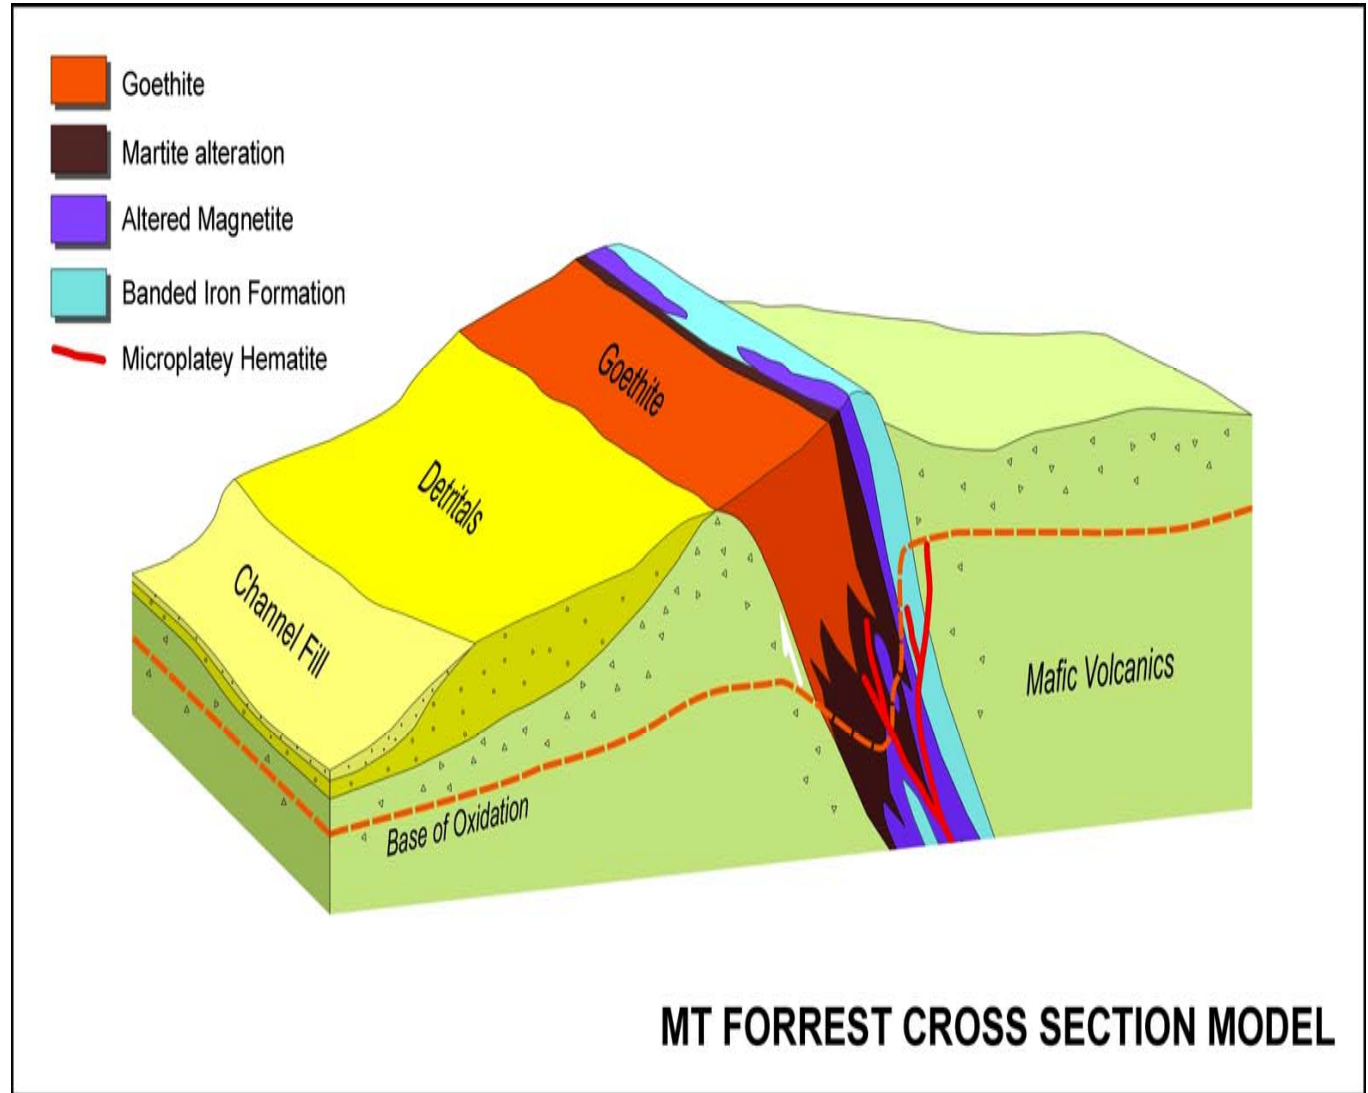 Goethite
Martite alteration
Altered Magnetite
Banded Iron Formation
Microplatey Hematite
Goethite
Detritals
Channel Fill
Mafic Volcanics
Base of Oxidation
MT FORREST CROSS SECTION MODEL